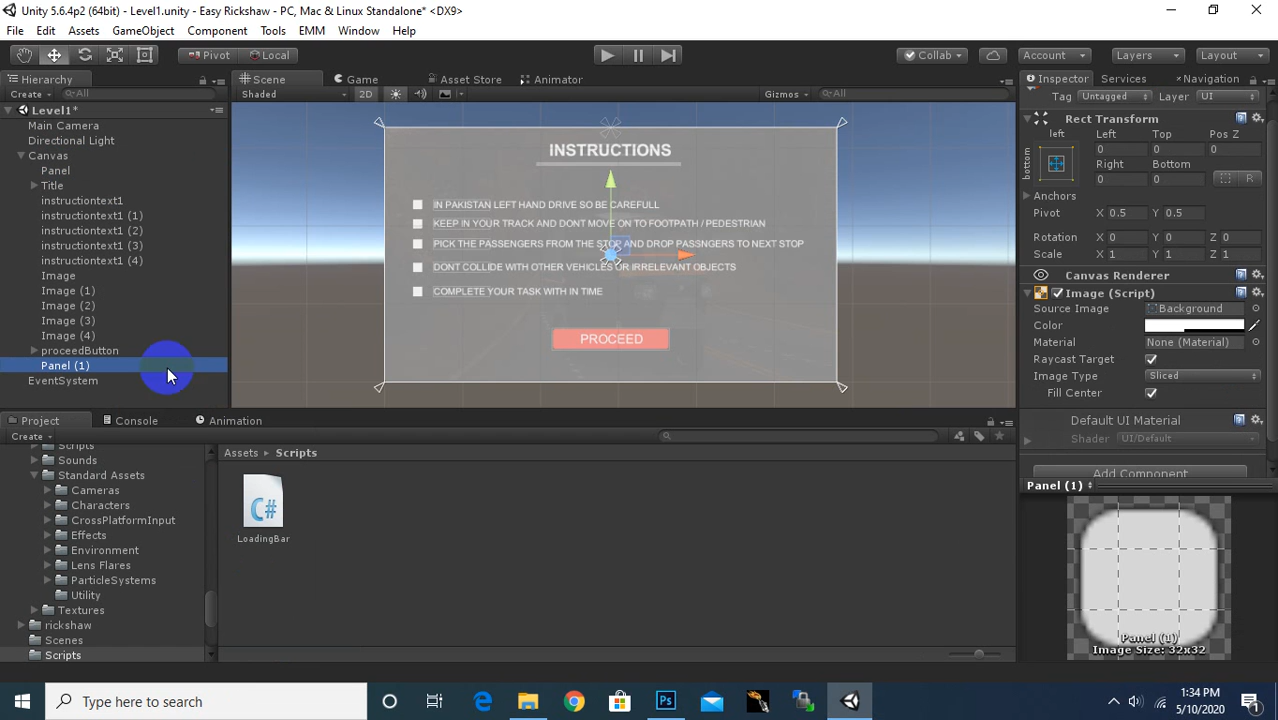 Unity 5.6.4p2 (64bit) - Level1.unity - Easy Rickshaw - PC, Mac & Linux Standalone* <DX9>
File Edit Assets GameObject Component Tools EMM Window Help
Pivot Local Collab Account Layers Layout
Hierarchy Scene Game Asset Store Animator Inspector Services Navigation
Create All Shaded 2D Gizmos All
Tag Untagged Layer UI
Level1*
Main Camera
Directional Light
Canvas
Panel
Title
instructiontext1
instructiontext1 (1)
instructiontext1 (2)
instructiontext1 (3)
instructiontext1 (4)
Image
Image (1)
Image (2)
Image (3)
Image (4)
proceedButton
Panel (1)
EventSystem
INSTRUCTIONS
IN PAKISTAN LEFT HAND DRIVE SO BE CAREFULL
KEEP IN YOUR TRACK AND DONT MOVE ON TO FOOTPATH / PEDESTRIAN
PICK THE PASSENGERS FROM THE STOP AND DROP PASSNGERS TO NEXT STOP
DONT COLLIDE WITH OTHER VEHICLES OR IRRELEVANT OBJECTS
COMPLETE YOUR TASK WITH IN TIME
PROCEED
Rect Transform
left Left Top Pos Z
bottom 0 0 0
Right Bottom
0 0 R
Anchors
Pivot X 0.5 Y 0.5
Rotation X 0 Y 0 Z 0
Scale X 1 Y 1 Z 1
Canvas Renderer
Image (Script)
Source Image Background
Color
Material None (Material)
Raycast Target
Image Type Sliced
Fill Center
Default UI Material
Shader UI/Default
Add Component
Panel (1)
Panel (1)
Image Size: 32x32
Project Console Animation
Create
Scripts
Sounds
Standard Assets
Cameras
Characters
CrossPlatformInput
Effects
Environment
Lens Flares
ParticleSystems
Utility
Textures
rickshaw
Scenes
Scripts
Assets Scripts
C#
LoadingBar
Type here to search
Ps
1:34 PM
5/10/2020
1